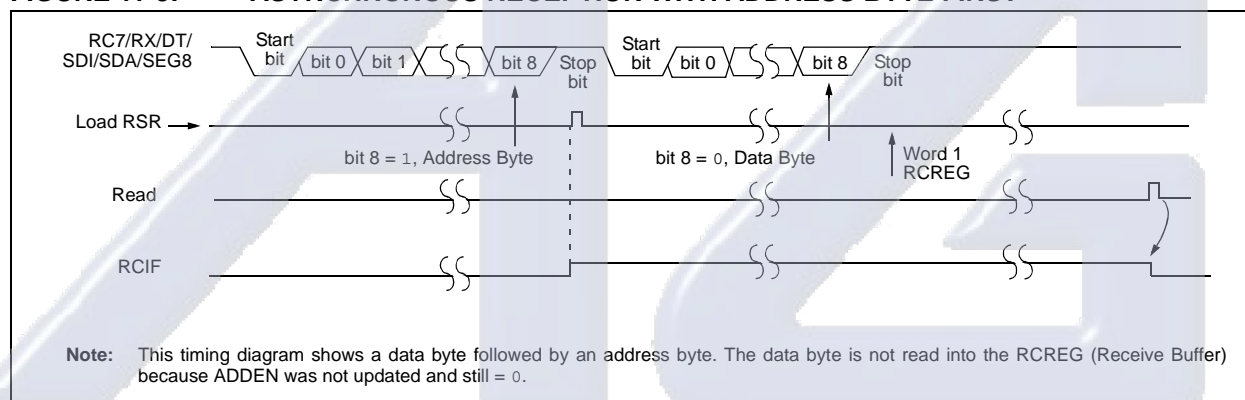 RC7/RX/DT/
SDI/SDA/SEG8
Start
bit
bit 0
bit 1
bit 8
Stop
bit
Start
bit
bit 0
bit 8
Stop
bit
Load RSR
bit 8 = 1, Address Byte
bit 8 = 0, Data Byte
Word 1
RCREG
Read
RCIF
Note: This timing diagram shows a data byte followed by an address byte. The data byte is not read into the RCREG (Receive Buffer)
because ADDEN was not updated and still = 0.